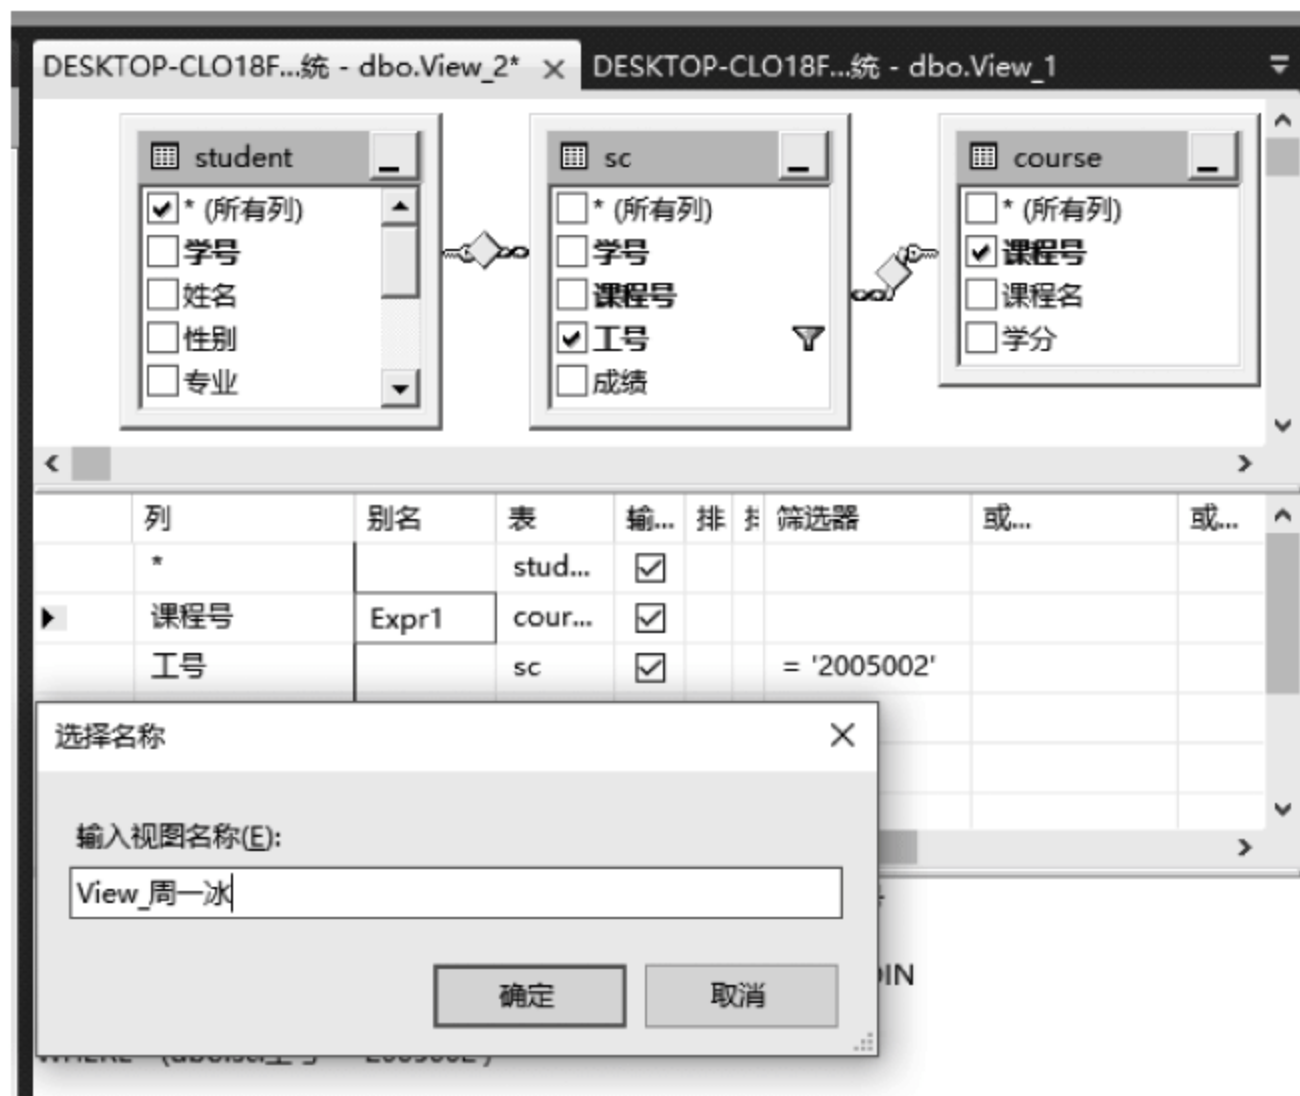 DESKTOP-CLO18F...统 - dbo.View_2* DESKTOP-CLO18F...统 - dbo.View_1
student
* (所有列)
学号
姓名
性别
专业
sc
* (所有列)
学号
课程号
工号
成绩
course
* (所有列)
课程号
课程名
学分
列 别名 表 输... 排 筛选器 或... 或...
* stud...
课程号 Expr1 cour...
工号 sc = '2005002'
选择名称
输入视图名称(E):
View_周一冰
确定 取消